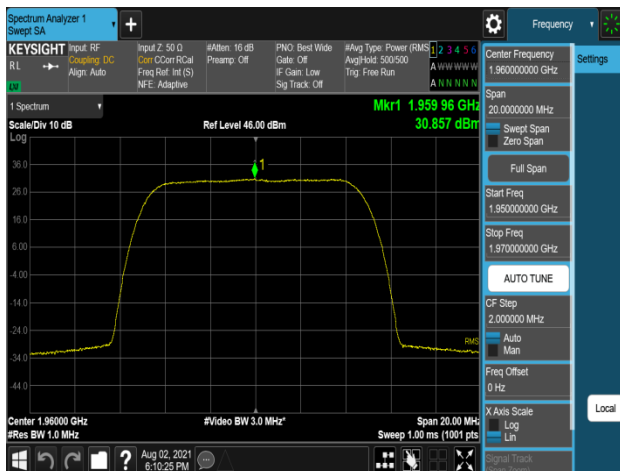 Spectrum Analyzer 1
Swept SA
Frequency
KEYSIGHT
RL
Input: RF
Coupling: DC
Align: Auto
Input Z: 50 Ω
Corr CCorr RCal
Freq Ref: Int (S)
NFE: Adaptive
#Atten: 16 dB
Preamp: Off
PNO: Best Wide
Gate: Off
IF Gain: Low
Sig Track: Off
#Avg Type: Power (RMS
Avg|Hold: 500/500
Trig: Free Run
1 2 3 4 5 6
A W W W W W
A N N N N N
1 Spectrum
Scale/Div 10 dB
Log
Ref Level 46.00 dBm
Mkr1 1.959 96 GHz
30.857 dBm
1
36.0
26.0
16.0
6.00
-4.00
-14.0
-24.0
-34.0
-44.0
RMS
Center 1.96000 GHz
#Res BW 1.0 MHz
#Video BW 3.0 MHz*
Span 20.00 MHz
Sweep 1.00 ms (1001 pts
?
Aug 02, 2021
6:10:25 PM
Center Frequency
1.960000000 GHz
Span
20.0000000 MHz
Swept Span
Zero Span
Full Span
Start Freq
1.950000000 GHz
Stop Freq
1.970000000 GHz
AUTO TUNE
CF Step
2.000000 MHz
Auto
Man
Freq Offset
0 Hz
X Axis Scale
Log
Lin
Signal Track
Settings
Local